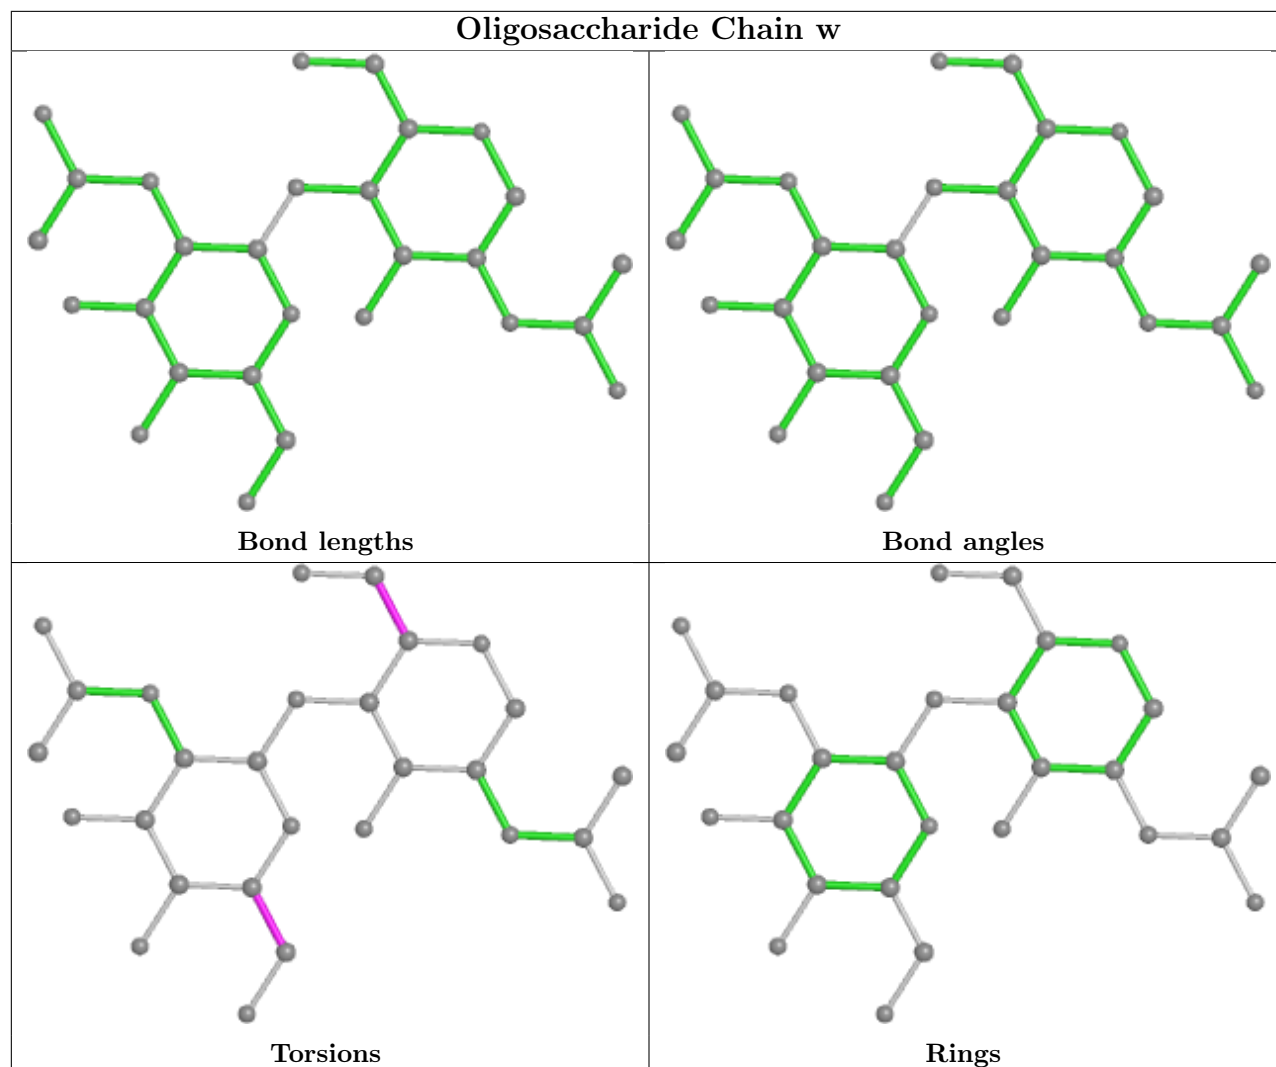 Oligosaccharide Chain w
Bond lengths
Bond angles
Torsions
Rings